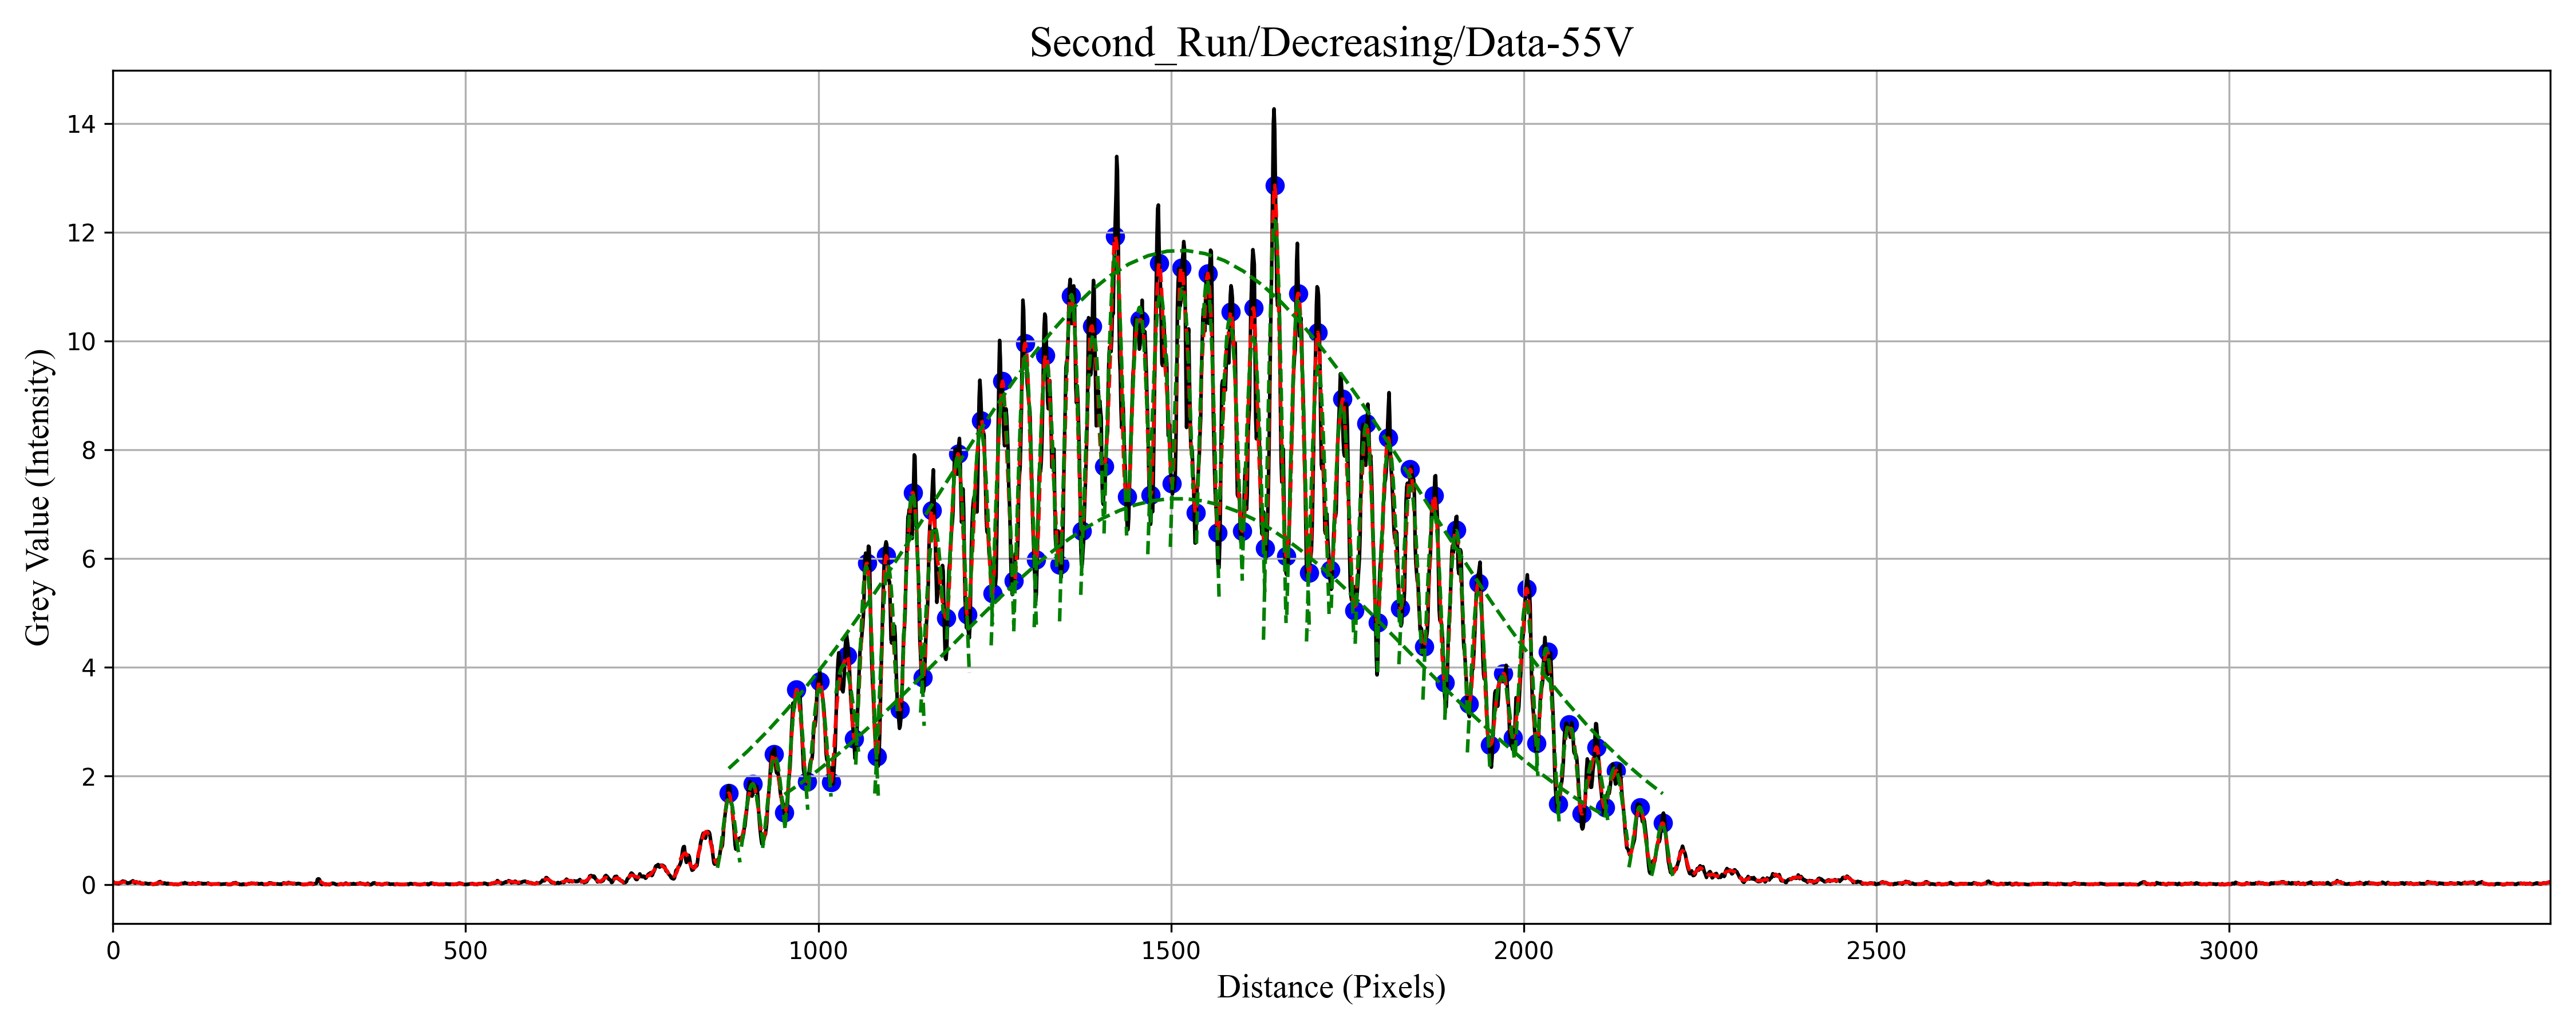 Second_Run/Decreasing/Data-55V
Grey Value (Intensity)
14
12
10
8
6
4
2
0
0 500 1000 1500 2000 2500 3000
Distance (Pixels)